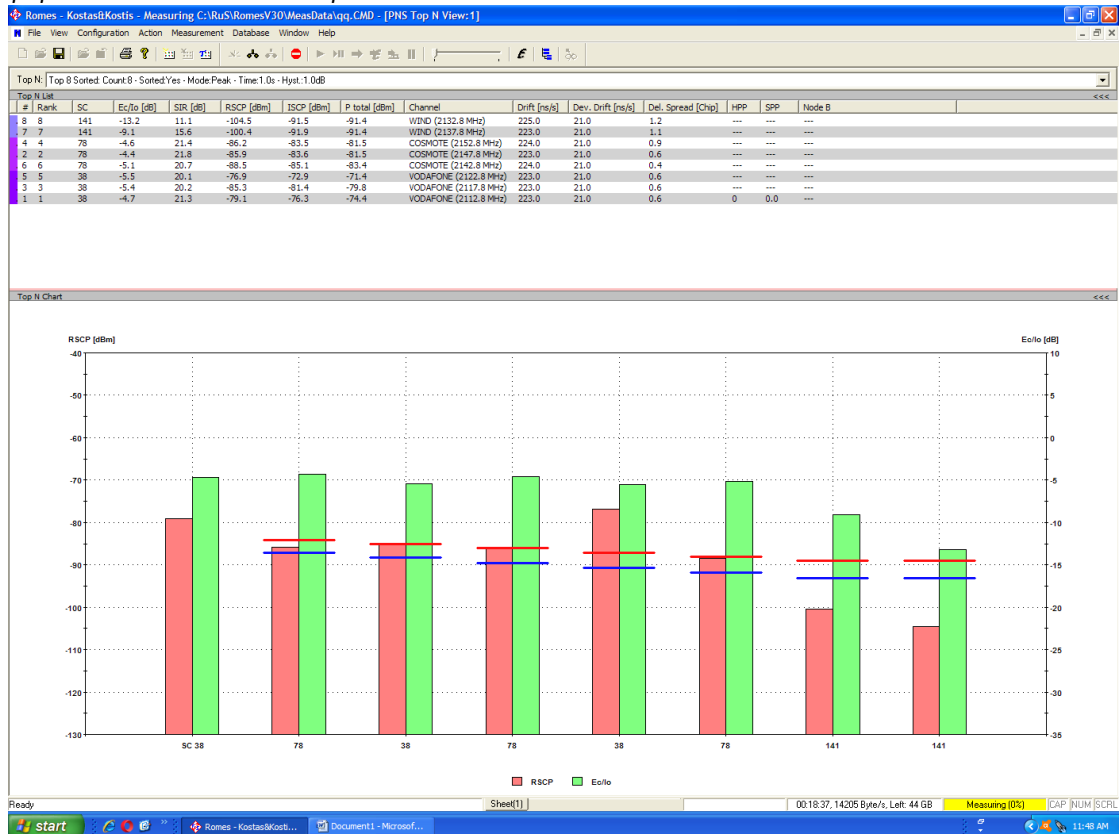 Romes - Kostas&Kostis - Measuring C:\RuS\RomesV30\MeasData\qq.CMD - [PNS Top N View:1]
File View Configuration Action Measurement Database Window Help
Top N: Top 8 Sorted: Count:8 - Sorted:Yes - Mode:Peak - Time:1.0s - Hyst.:1.0dB
Top N List <<<
# Rank SC Ec/Io [dB] SIR [dB] RSCP [dBm] ISCP [dBm] P total [dBm] Channel Drift [ns/s] Dev. Drift [ns/s] Del. Spread [Chip] HPP SPP Node B
8 8 141 -13.2 11.1 -104.5 -91.5 -91.4 WIND (2132.8 MHz) 225.0 21.0 1.2 --- --- ---
7 7 141 -9.1 15.6 -100.4 -91.9 -91.4 WIND (2137.8 MHz) 223.0 21.0 1.1 --- --- ---
4 4 78 -4.6 21.4 -86.2 -83.5 -81.5 COSMOTE (2152.8 MHz) 224.0 21.0 0.6 --- --- ---
2 2 78 -4.4 21.8 -85.9 -83.6 -81.5 COSMOTE (2147.8 MHz) 223.0 21.0 0.6 --- --- ---
6 6 78 -5.1 20.7 -88.5 -85.1 -83.4 COSMOTE (2142.8 MHz) 224.0 21.0 0.4 --- --- ---
5 5 38 -5.5 20.1 -76.9 -72.9 -71.4 VODAFONE (2122.8 MHz) 223.0 21.0 0.6 --- --- ---
3 3 38 -5.4 20.2 -85.3 -81.4 -79.8 VODAFONE (2117.8 MHz) 223.0 21.0 0.6 --- --- ---
1 1 38 -4.7 21.3 -79.1 -76.3 -74.4 VODAFONE (2112.8 MHz) 223.0 21.0 0.6 0 0.0 ---
Top N Chart <<<
RSCP [dBm] Ec/Io [dB]
-40 10
-50 5
-60 0
-70 -5
-80 -10
-90 -15
-100 -20
-110 -25
-120 -30
-130 -35
SC 38 78 38 78 38 78 141 141
RSCP Ec/Io
Ready Sheet(1) 00:18:37, 14205 Byte/s, Left: 44 GB Measuring (0%) CAP NUM SCRL
start Romes - Kostas&Kosti... Document1 - Microsof... 11:48 AM